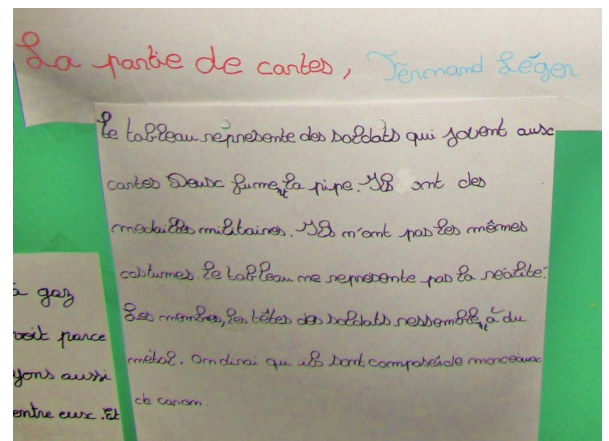 La partie de cartes, Fernand Léger
Le tableau représente des soldats qui jouent aux
cartes Deux fument la pipe. Ils ont des
medailles militaires. Ils n'ont pas les mêmes
costumes. Le tableau ne represente pas la réalité.
Les membres, les têtes des soldats ressemblent à du
métal. On dirai qu'ils sont composés de morceaux
de canon
à gaz
voit parce
yons aussi
entre eux. Et